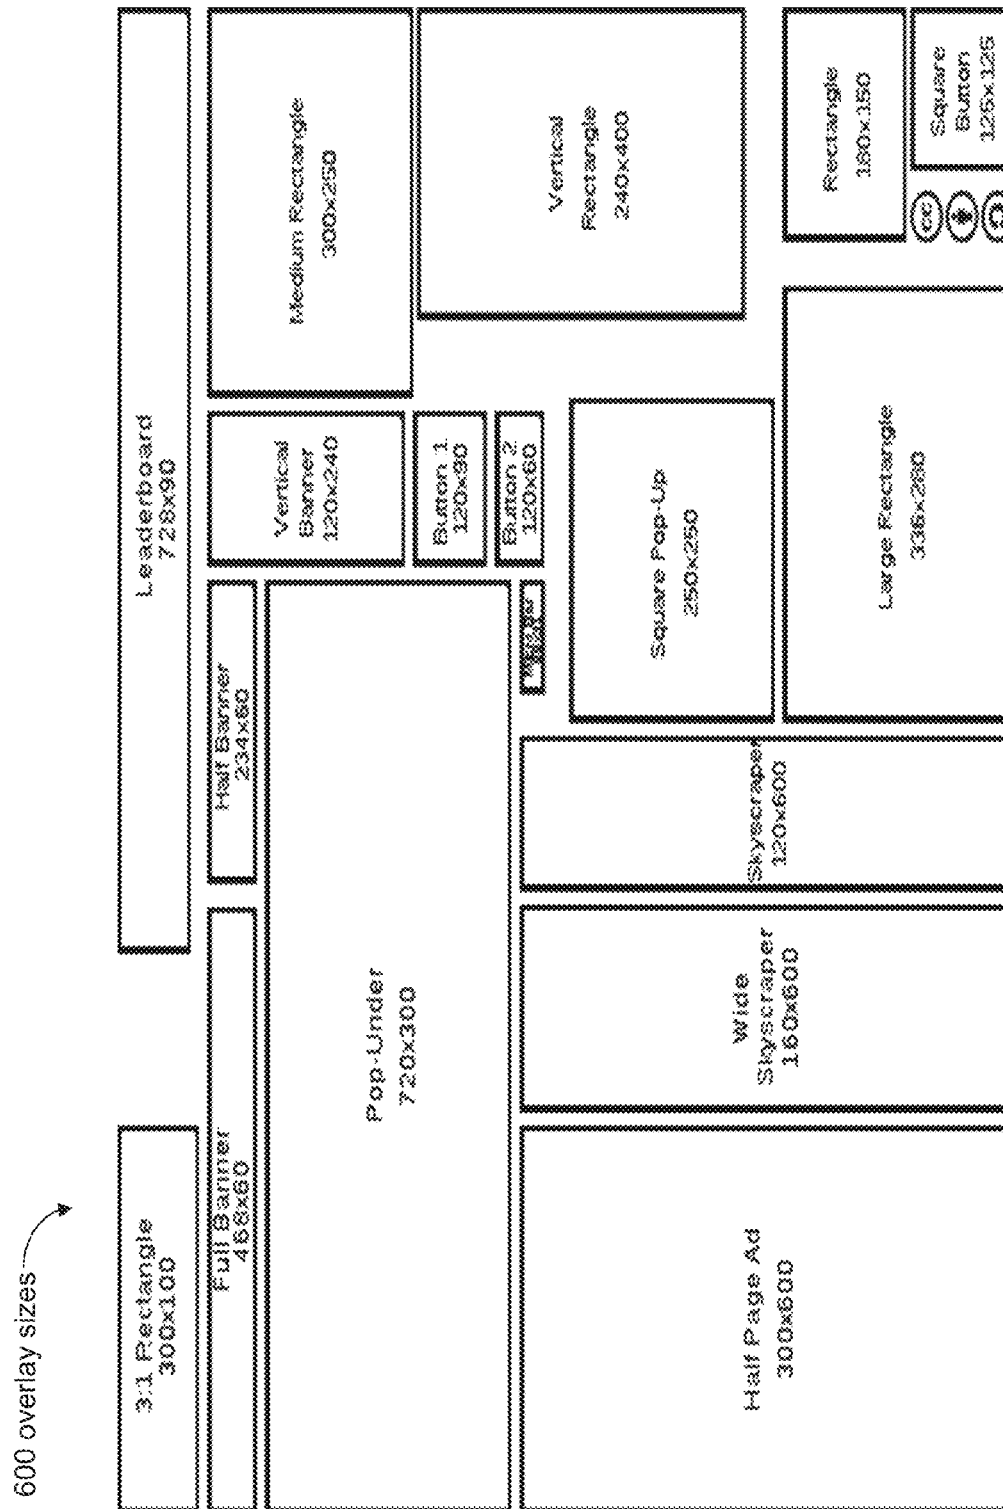 600 overlay sizes
3:1 Rectangle
300x100
Leaderboard
728x90
Full Banner
468x60
Half Banner
234x60
Vertical
Banner
120x240
Medium Rectangle
300x250
Pop-Under
720x300
Button 1
120x90
Button 2
120x60
Vertical
Rectangle
240x400
Half Page Ad
300x600
Wide
Skyscraper
160x600
Skyscraper
120x600
Square Pop-Up
250x250
Large Rectangle
336x280
Rectangle
180x150
Square
Button
125x125
cc